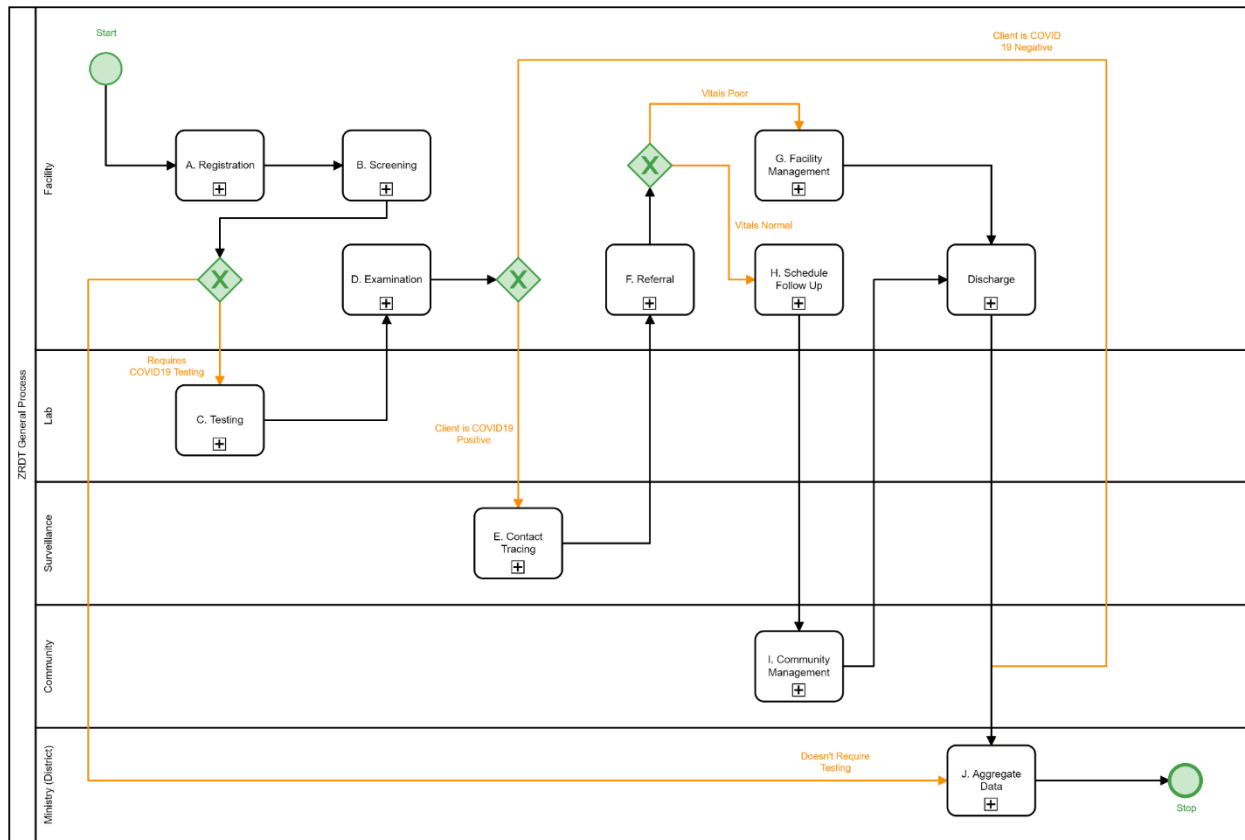 ZRDT General Process
Facility
Start
Client is COVID
19 Negative
Vitals Poor
A. Registration
B. Screening
G. Facility
Management
Vitals Normal
D. Examination
F. Referral
H. Schedule
Follow Up
Discharge
Requires
COVID19 Testing
Lab
C. Testing
Client is COVID19
Positive
Surveillance
E. Contact
Tracing
Community
I. Community
Management
Ministry (District)
Doesn't Require
Testing
J. Aggregate
Data
Stop